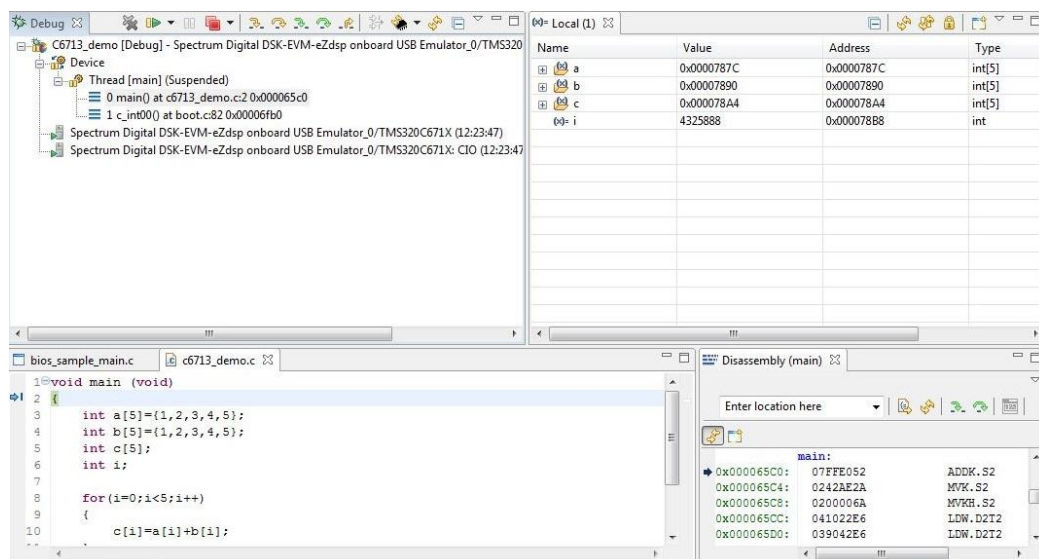 Debug
C6713_demo [Debug] - Spectrum Digital DSK-EVM-eZdsp onboard USB Emulator_0/TMS320
Device
Thread [main] (Suspended)
0 main() at c6713_demo.c:2 0x000065c0
1 c_int00() at boot.c:82 0x00006fb0
Spectrum Digital DSK-EVM-eZdsp onboard USB Emulator_0/TMS320C671X (12:23:47)
Spectrum Digital DSK-EVM-eZdsp onboard USB Emulator_0/TMS320C671X: CIO (12:23:47
(x)= Local (1)
Name Value Address Type
(x) a 0x0000787C 0x0000787C int[5]
(x) b 0x00007890 0x00007890 int[5]
(x) c 0x000078A4 0x000078A4 int[5]
(x)= i 4325888 0x000078B8 int
bios_sample_main.c c6713_demo.c
1 void main (void)
2 {
3 int a[5]={1,2,3,4,5};
4 int b[5]={1,2,3,4,5};
5 int c[5];
6 int i;
7
8 for(i=0;i<5;i++)
9 {
10 c[i]=a[i]+b[i];
Disassembly (main)
Enter location here
main:
0x000065C0: 07FFE052 ADDK.S2
0x000065C4: 0242AE2A MVK.S2
0x000065C8: 0200006A MVKH.S2
0x000065CC: 041022E6 LDW.D2T2
0x000065D0: 039042E6 LDW.D2T2